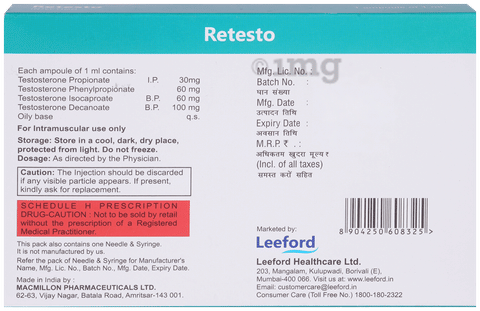 Retesto
Each ampoule of 1 ml contains:
Testosterone Propionate I.P. 30mg
Testosterone Phenylpropionate 60 mg
Testosterone Isocaproate B.P. 60 mg
Testosterone Decanoate B.P. 100 mg
Oily base q.s.
For Intramuscular use only
Storage: Store in a cool, dark, dry place,
protected from light. Do not freeze.
Dosage: As directed by the Physician.
Caution: The Injection should be discarded
if any visible particle appears. If present,
kindly ask for replacement.
SCHEDULE H PRESCRIPTION
DRUG-CAUTION : Not to be sold by retail
without the prescription of a Registered
Medical Practitioner.
This pack also contains one Needle & Syringe.
It is not manufactured by us.
Refer the pack of Needle & Syringe for Manufacturer's
Name, Mfg. Lic. No., Batch No., Mfg. Date, Expiry Date.
Made in India by :
MACMILLON PHARMACEUTICALS LTD.
62-63, Vijay Nagar, Batala Road, Amritsar-143 001.
1mg
Mfg. Lic. No. :
Batch No. :
घान संख्या
Mfg. Date :
उत्पादन तिथि
Expiry Date :
अवसान तिथि
M.R.P. ₹ . :
अधिकतम खुदरा मूल्य र
(Incl. of all taxes)
समस्त करों सहित
8904250608325
Marketed by:
Leeford
Leeford Healthcare Ltd.
203, Mangalam, Kulupwadi, Borivali (E),
Mumbai-400 066. Visit us at: www.leeford.in
Email: customercare@leeford.in
Consumer Care (Toll Free No.) : 1800-180-2322